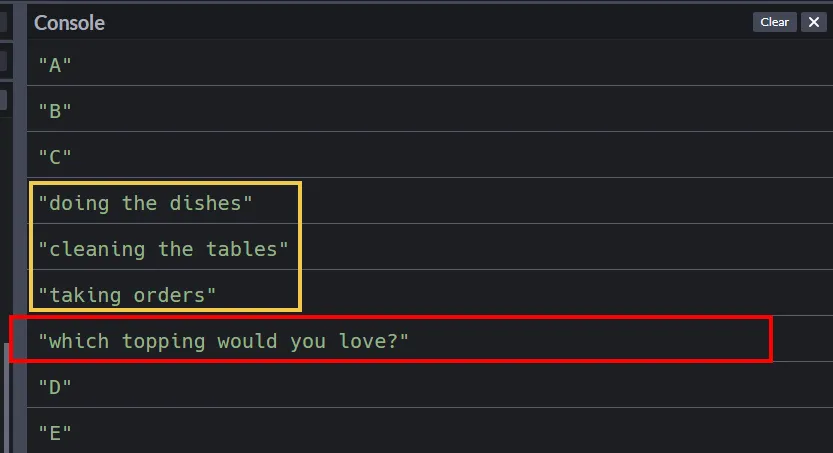 Console
Clear
"A"
"B"
"C"
"doing the dishes"
"cleaning the tables"
"taking orders"
"which topping would you love?"
"D"
"E"